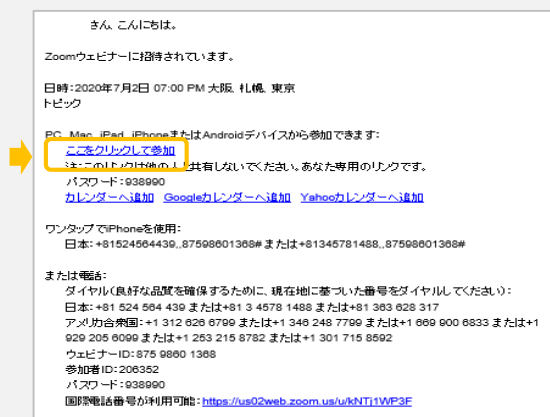 さん、こんにちは。
Zoomウェビナーに招待されています。
日時：2020年7月2日 07:00 PM 大阪、札幌、東京
トピック
PC、Mac、iPad、iPhoneまたはAndroidデバイスから参加できます：
ここをクリックして参加
注：このリンクは他の人と共有しないでください。あなた専用のリンクです。
パスワード：938990
カレンダーへ追加 Googleカレンダーへ追加 Yahooカレンダーへ追加
ワンタップでiPhoneを使用：
日本：+81524564439,,87598601368# または+81345781488,,87598601368#
または電話：
ダイヤル（良好な品質を確保するために、現在地に基づいた番号をダイヤルしてください）：
日本：+81 524 564 439 または+81 3 4578 1488 または+81 363 628 317
アメリカ合衆国：+1 312 626 6799 または+1 346 248 7799 または+1 669 900 6833 または+1
929 205 6099 または+1 253 215 8782 または+1 301 715 8592
ウェビナーID：875 9860 1368
参加者ID：206352
パスワード：938990
国際電話番号が利用可能：https://us02web.zoom.us/u/kNTj1WP3F